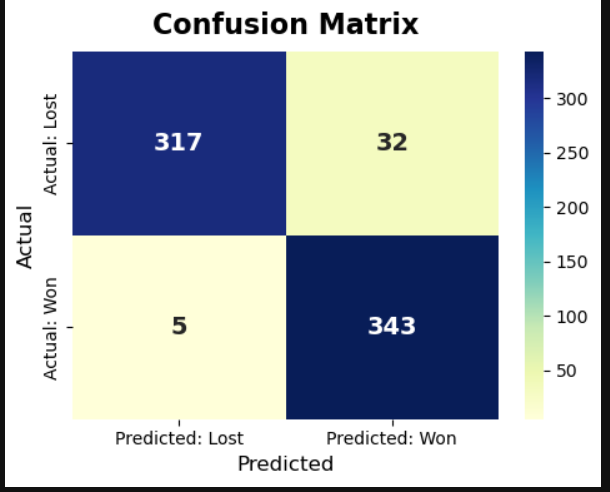 Confusion Matrix
Actual
Actual: Lost
317
32
Actual: Won
5
343
Predicted: Lost
Predicted: Won
Predicted
300
250
200
150
100
50